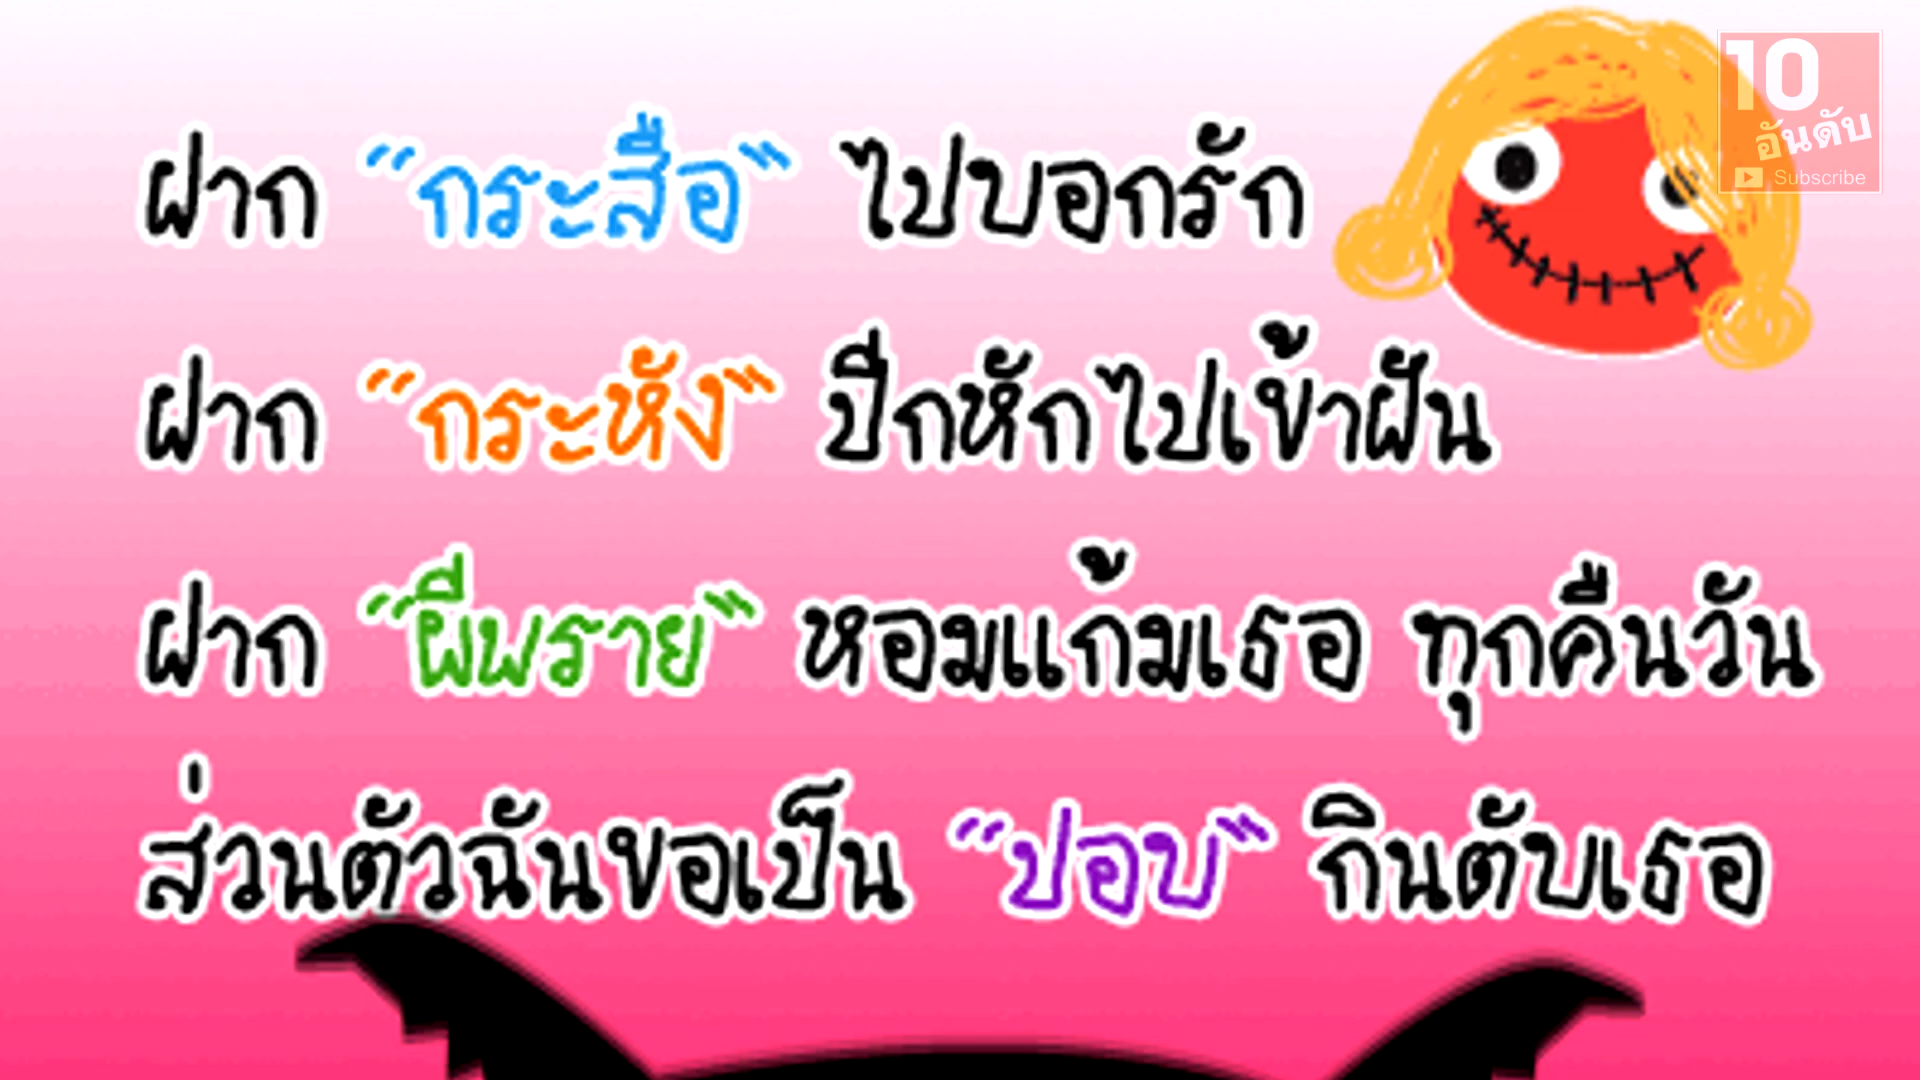 ฝาก "กระสือ" ไปบอกรัก
ฝาก "กระหัง" ปีกหักไปเข้าฝัน
ฝาก "ผีพราย" หอมแก้มเธอ ทุกคืนวัน
ส่วนตัวฉันขอเป็น "ปอบ" กินตับเธอ
10
อันดับ
Subscribe